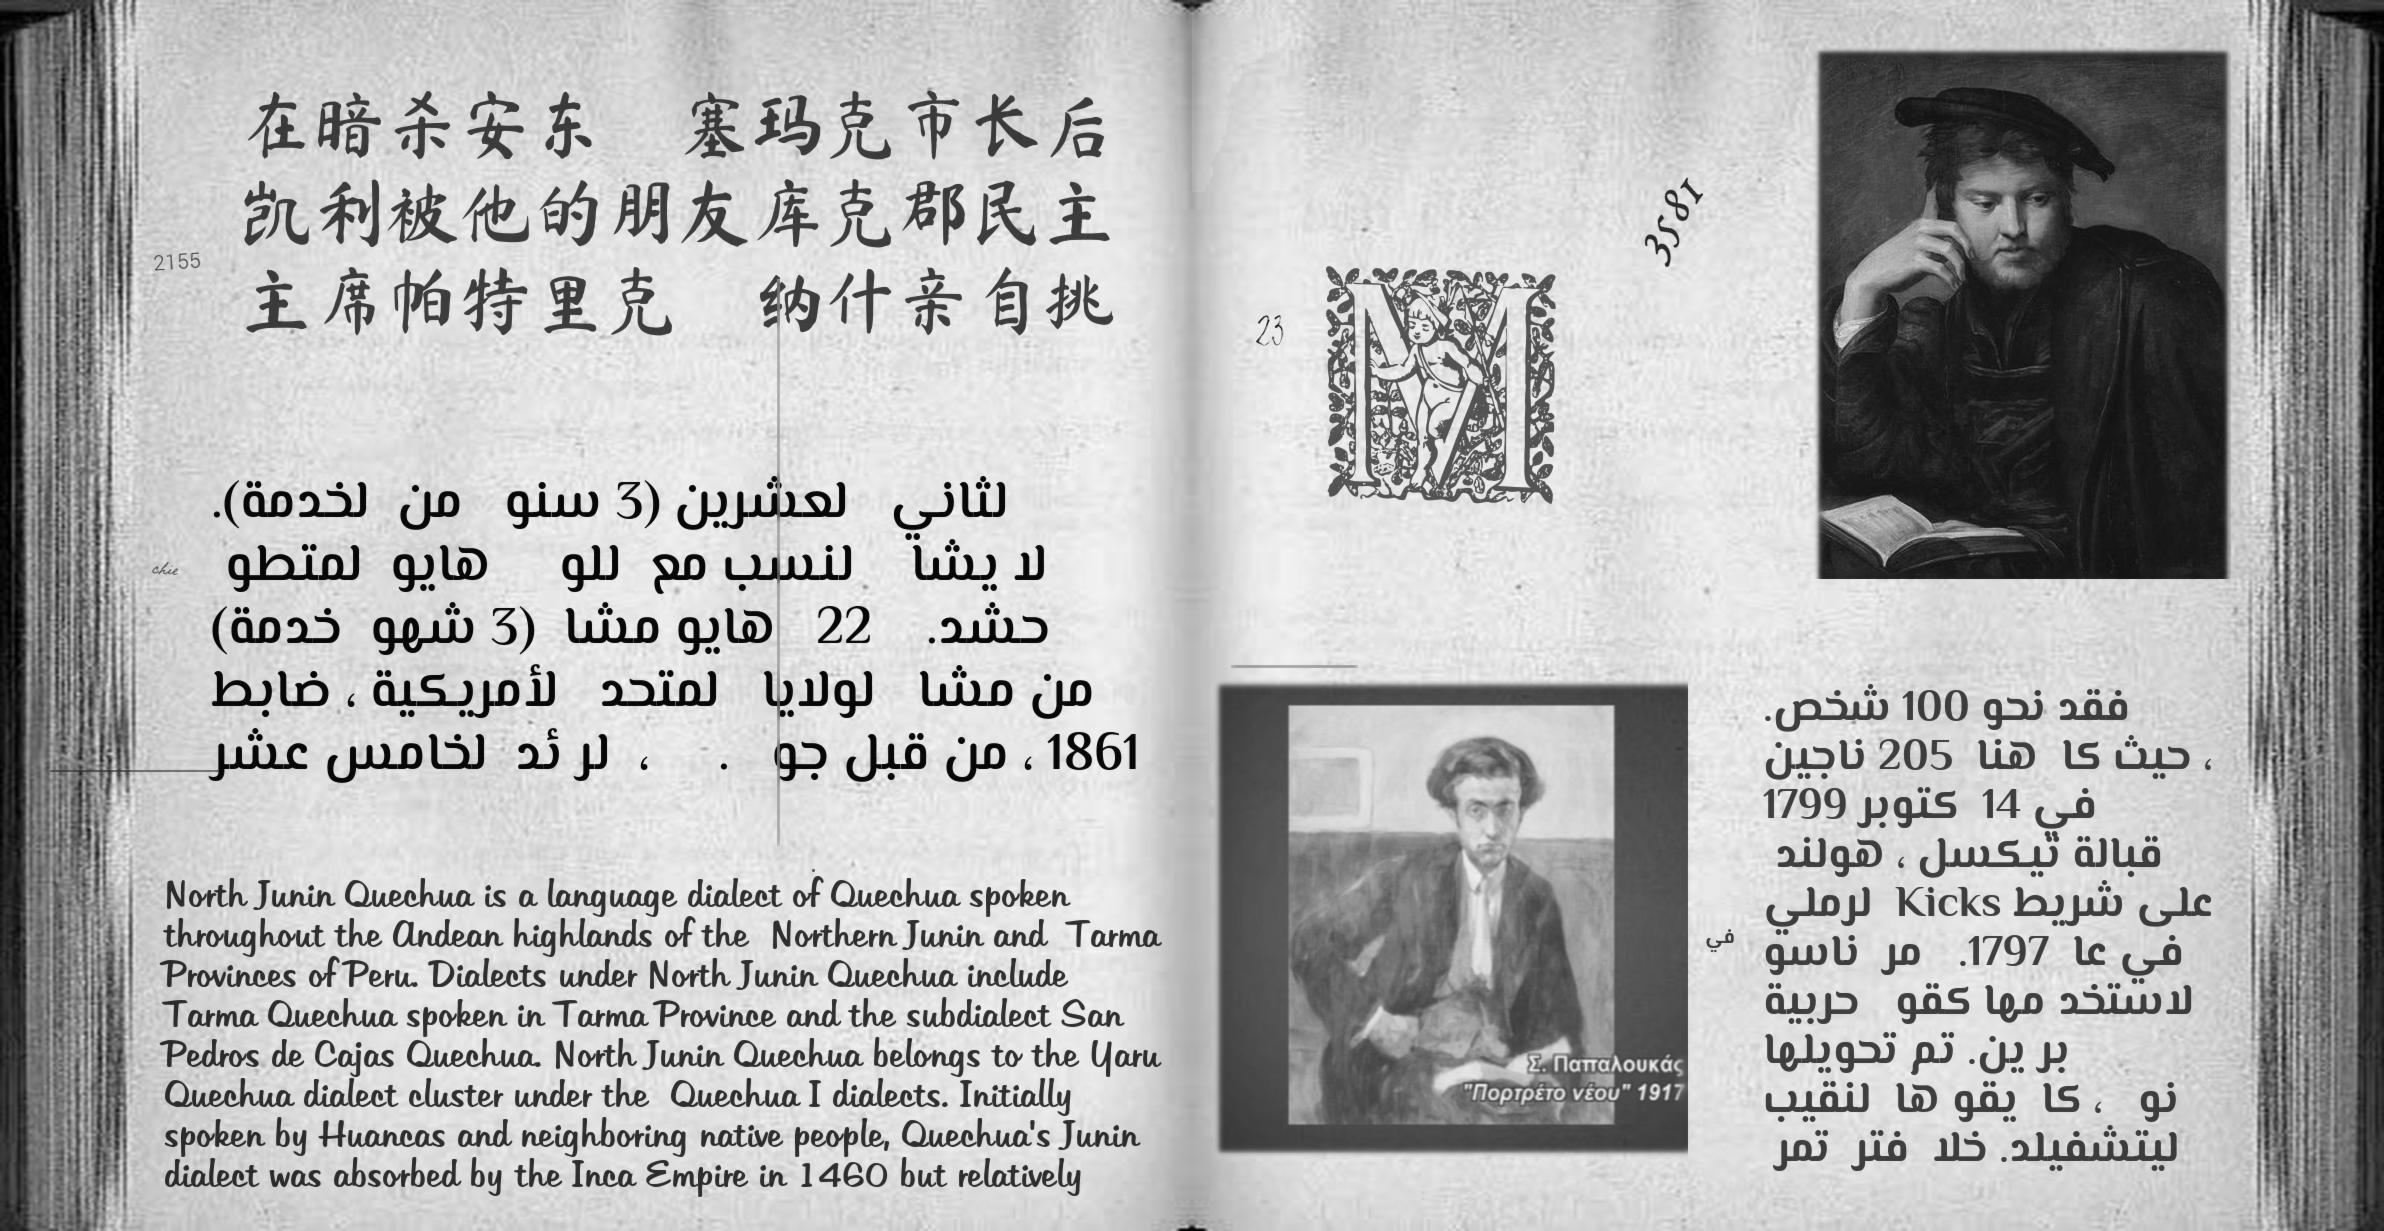 在暗杀安东 塞玛克市长后
凯利被他的朋友库克郡民主
主席帕特里克 纳什亲自挑
2155
لثاني لعشرين (3 سنو من لخدمة).
لا يشا لنسب مع للو هايو لمتطو
حشد. 22 هايو مشا (3 شهو خدمة)
من مشا لولايا لمتحد لأمريكية ، ضابط
1861 ، من قبل جو . ، لر ئد لخامس عشر
chie
North Junin Quechua is a language dialect of Quechua spoken
throughout the Andean highlands of the Northern Junin and Tarma
Provinces of Peru. Dialects under North Junin Quechua include
Tarma Quechua spoken in Tarma Province and the subdialect San
Pedros de Cajas Quechua. North Junin Quechua belongs to the Yaru
Quechua dialect cluster under the Quechua I dialects. Initially
spoken by Huancas and neighboring native people, Quechua's Junin
dialect was absorbed by the Inca Empire in 1460 but relatively
3581
23
M
Σ. Παπαλουκάς
"Πορτρέτο νέου" 1917
في
فقد نحو 100 شخص.
، حيث كا هنا 205 ناجين
في 14 كتوبر 1799
قبالة تيكسل ، هولند
على شريط Kicks لرملي
في عا 1797. مر ناسو
لاستخد مها كقو حربية
بر ين. تم تحويلها
نو ، كا يقو ها لنقيب
ليتشفيلد. خلا فتر تمر